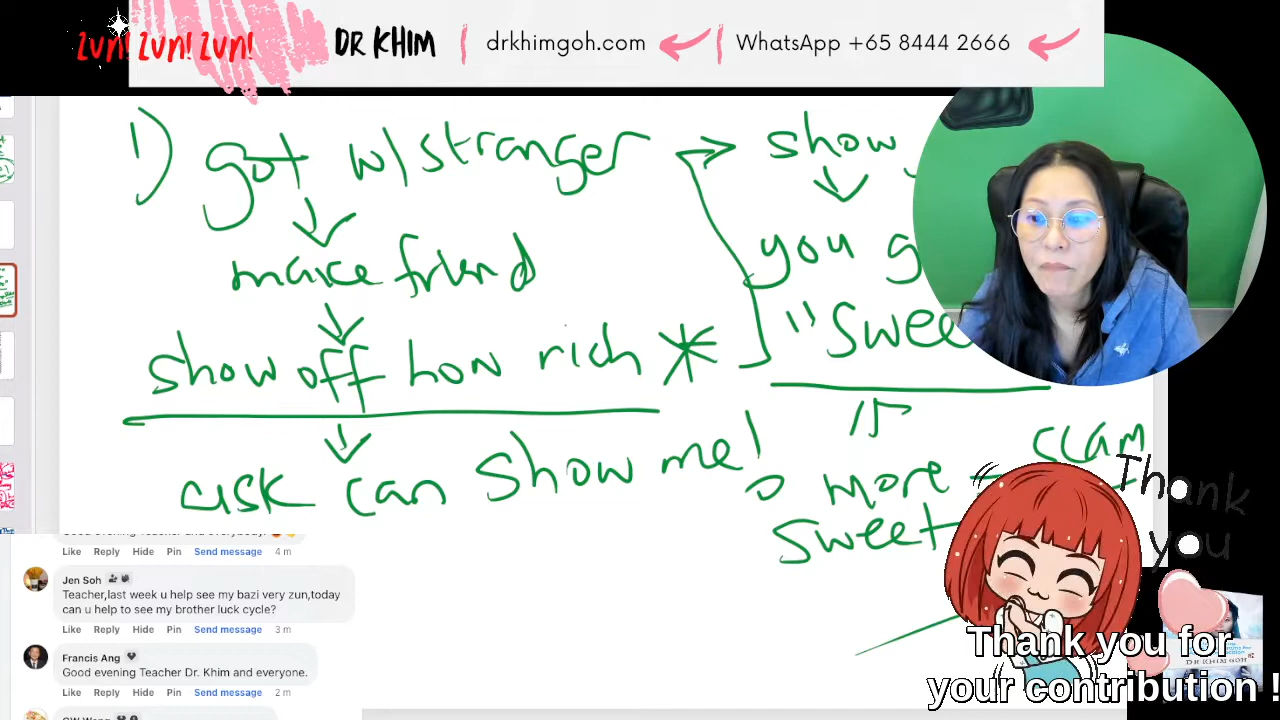 zun! zun! zun! DR KHIM drkhimgoh.com WhatsApp +65 8444 2666
1) got w/stranger → show
make friend
you g
show off how rich *
"Swee
ask can show me!
15
more
scam
sweet
Thank you
Like Reply Hide Pin Send message 4 m
Jen Soh
Teacher,last week u help see my bazi very zun,today
can u help to see my brother luck cycle?
Like Reply Hide Pin Send message 3 m
Francis Ang
Good evening Teacher Dr. Khim and everyone.
Like Reply Hide Pin Send message 2 m
Thank you for
your contribution !
DR KHIM GOH